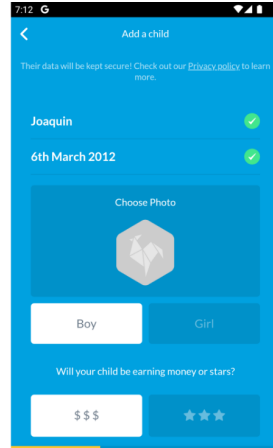 7:12 G
Add a child
Their data will be kept secure! Check out our Privacy policy to learn
more.
Joaquin
6th March 2012
Choose Photo
Boy
Girl
Will your child be earning money or stars?
$ $ $